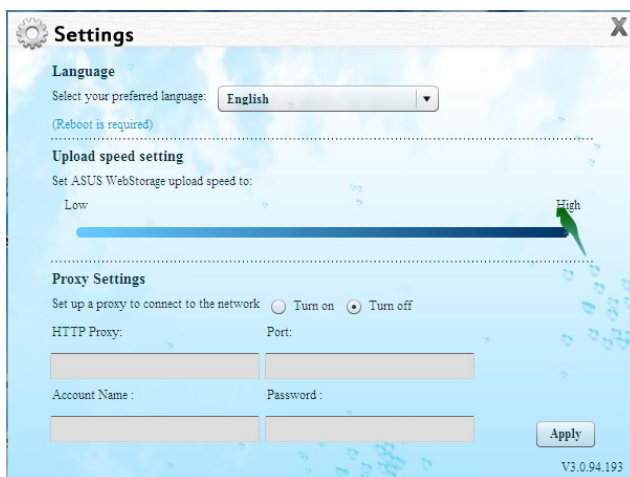 Settings
X
Language
Select your preferred language: English
(Reboot is required)
Upload speed setting
Set ASUS WebStorage upload speed to:
Low High
Proxy Settings
Set up a proxy to connect to the network Turn on Turn off
HTTP Proxy: Port:
Account Name : Password :
Apply
V3.0.94.193